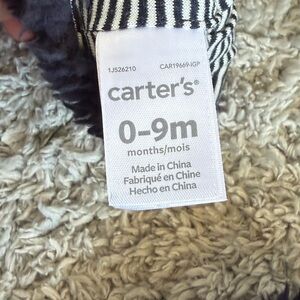 1J526210 CAR19669-IGP
carter's®
0-9m
months/mois
Made in China
Fabriqué en Chine
Hecho en China